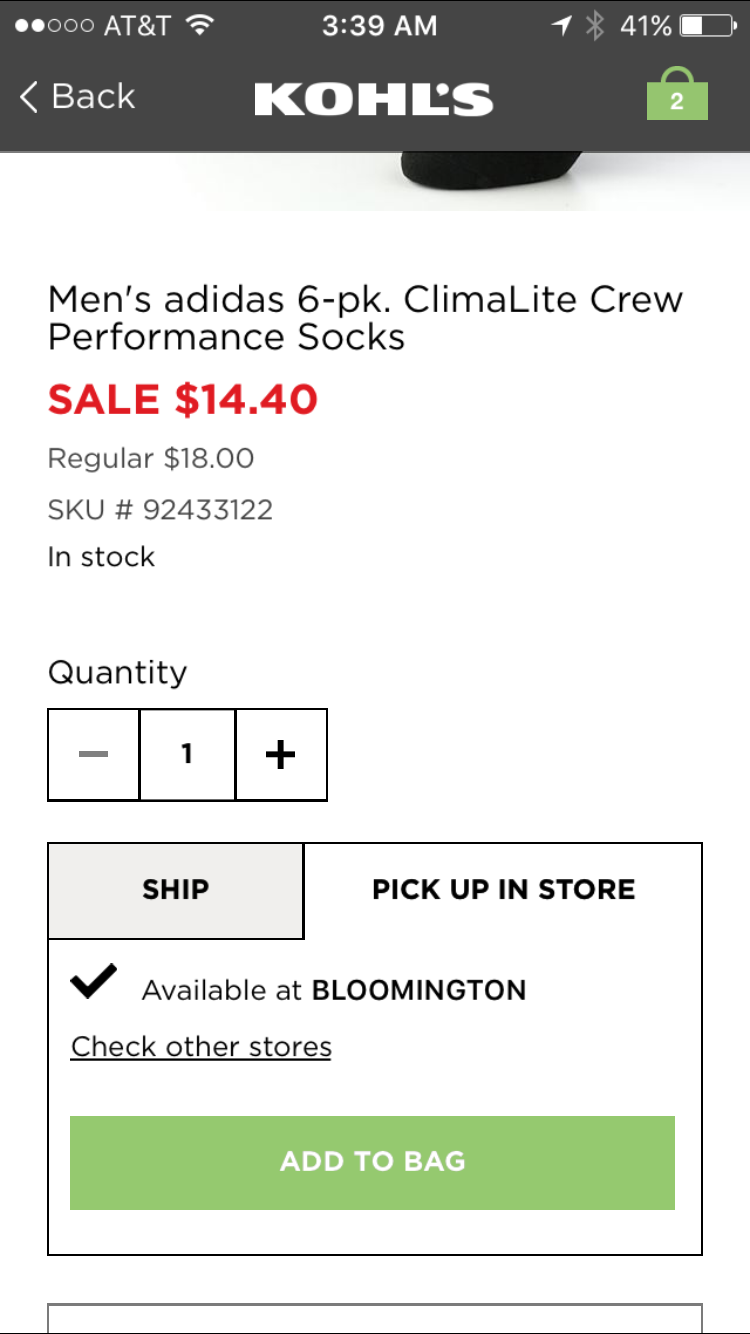 AT&T 3:39 AM 41%
Back KOHL'S 2
Men's adidas 6-pk. ClimaLite Crew
Performance Socks
SALE $14.40
Regular $18.00
SKU # 92433122
In stock
Quantity
1
SHIP PICK UP IN STORE
Available at BLOOMINGTON
Check other stores
ADD TO BAG